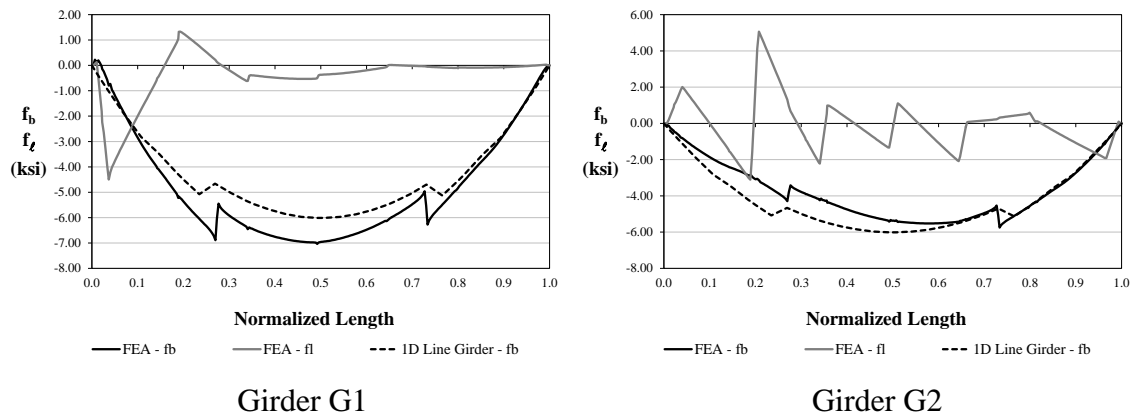 2.00
1.00
0.00
-1.00
-2.00
-3.00
-4.00
-5.00
-6.00
-7.00
-8.00
fb
fℓ
(ksi)
0.0 0.1 0.2 0.3 0.4 0.5 0.6 0.7 0.8 0.9 1.0
Normalized Length
FEA - fb FEA - fl 1D Line Girder - fb
Girder G1
6.00
4.00
2.00
0.00
-2.00
-4.00
-6.00
-8.00
fb
fℓ
(ksi)
0.0 0.1 0.2 0.3 0.4 0.5 0.6 0.7 0.8 0.9 1.0
Normalized Length
FEA - fb FEA - fl 1D Line Girder - fb
Girder G2